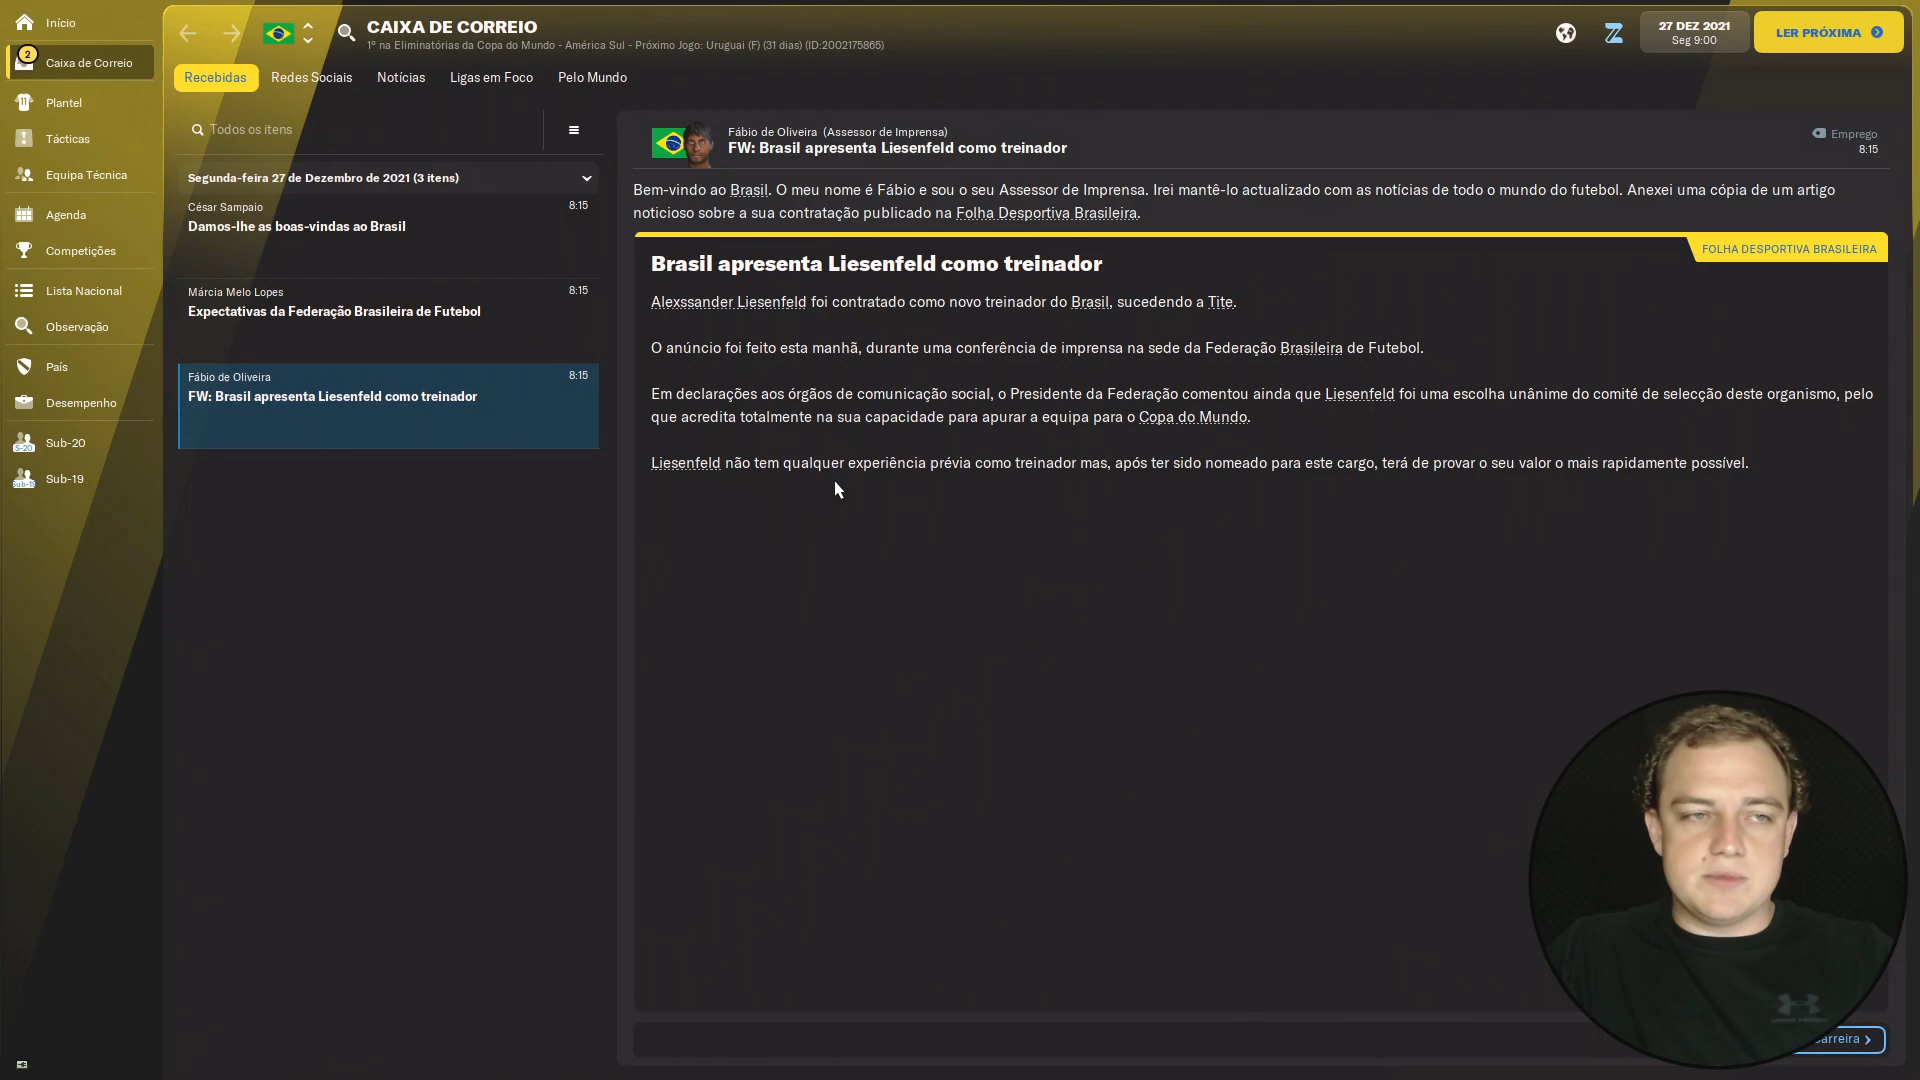 Início
2
Caixa de Correio
Plantel
Tácticas
Equipa Técnica
Agenda
Competições
Lista Nacional
Observação
País
Desempenho
S-20
Sub-20
Sub-19
Sub-19
CAIXA DE CORREIO
1º na Eliminatórias da Copa do Mundo - América Sul - Próximo Jogo: Uruguai (F) (31 dias) (ID:2002175865)
27 DEZ 2021
Seg 9:00
LER PRÓXIMA
Recebidas
Redes Sociais
Notícias
Ligas em Foco
Pelo Mundo
Todos os itens
Segunda-feira 27 de Dezembro de 2021 (3 itens)
César Sampaio
8:15
Damos-lhe as boas-vindas ao Brasil
Márcia Melo Lopes
8:15
Expectativas da Federação Brasileira de Futebol
Fábio de Oliveira
8:15
FW: Brasil apresenta Liesenfeld como treinador
Fábio de Oliveira (Assessor de Imprensa)
FW: Brasil apresenta Liesenfeld como treinador
Emprego
8:15
Bem-vindo ao Brasil. O meu nome é Fábio e sou o seu Assessor de Imprensa. Irei mantê-lo actualizado com as notícias de todo o mundo do futebol. Anexei uma cópia de um artigo
noticioso sobre a sua contratação publicado na Folha Desportiva Brasileira.
FOLHA DESPORTIVA BRASILEIRA
Brasil apresenta Liesenfeld como treinador
Alexssander Liesenfeld foi contratado como novo treinador do Brasil, sucedendo a Tite.
O anúncio foi feito esta manhã, durante uma conferência de imprensa na sede da Federação Brasileira de Futebol.
Em declarações aos órgãos de comunicação social, o Presidente da Federação comentou ainda que Liesenfeld foi uma escolha unânime do comité de selecção deste organismo, pelo
que acredita totalmente na sua capacidade para apurar a equipa para o Copa do Mundo.
Liesenfeld não tem qualquer experiência prévia como treinador mas, após ter sido nomeado para este cargo, terá de provar o seu valor o mais rapidamente possível.